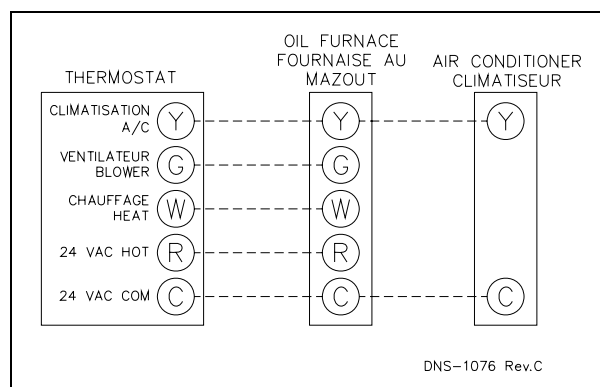 OIL FURNACE
FOURNAISE AU
MAZOUT
AIR CONDITIONER
CLIMATISEUR
THERMOSTAT
CLIMATISATION
A/C
Y
Y
Y
VENTILATEUR
BLOWER
G
G
CHAUFFAGE
HEAT
W
W
24 VAC HOT
R
R
24 VAC COM
C
C
C
DNS-1076 Rev.C